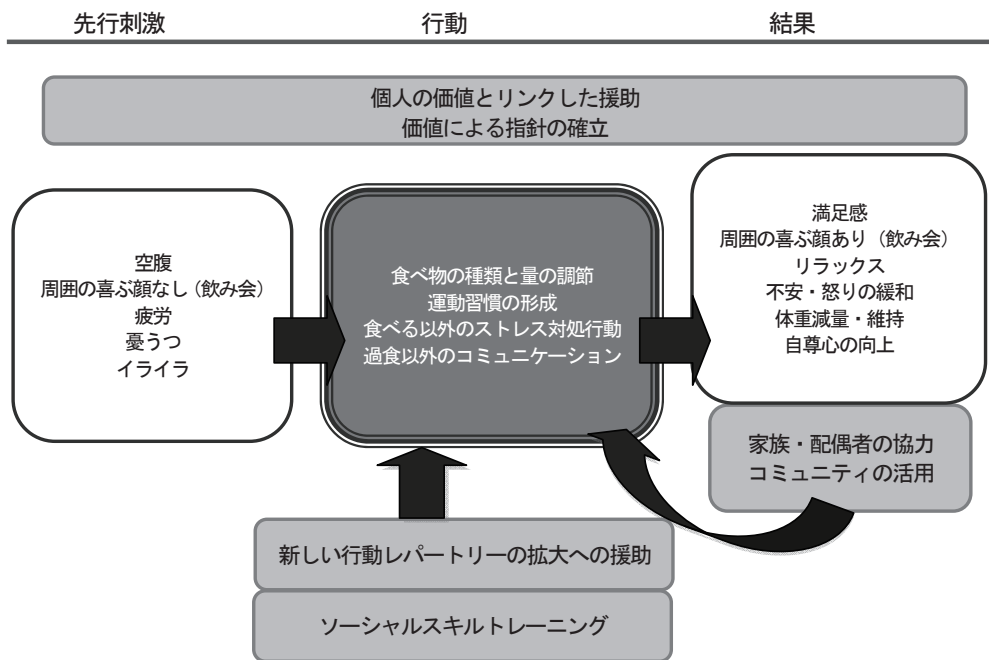 先行刺激
行動
結果
個人の価値とリンクした援助
価値による指針の確立
空腹
周囲の喜ぶ顔なし（飲み会）
疲労
憂うつ
イライラ
食べ物の種類と量の調節
運動習慣の形成
食べる以外のストレス対処行動
過食以外のコミュニケーション
満足感
周囲の喜ぶ顔あり（飲み会）
リラックス
不安・怒りの緩和
体重減量・維持
自尊心の向上
家族・配偶者の協力
コミュニティの活用
新しい行動レパートリーの拡大への援助
ソーシャルスキルトレーニング